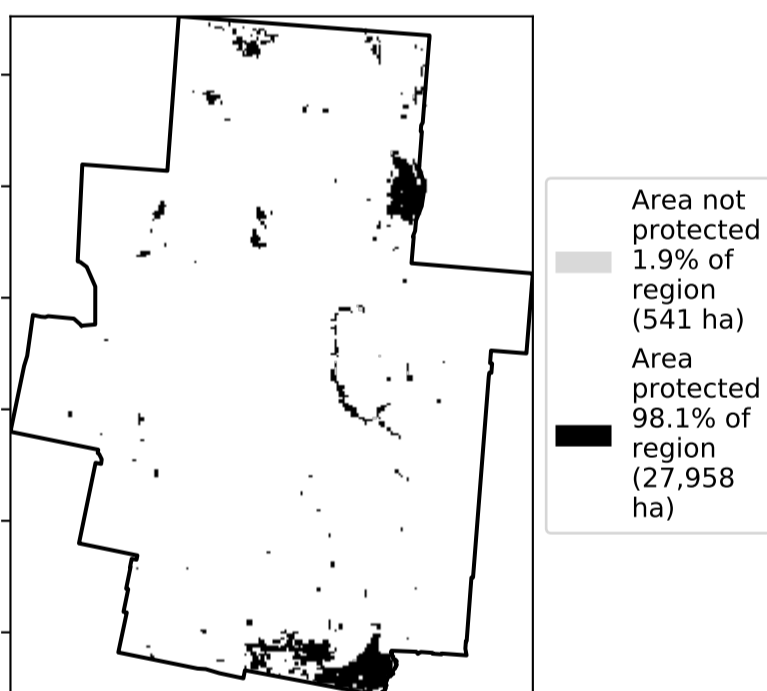 Area not
protected
1.9% of
region
(541 ha)
Area
protected
98.1% of
region
(27,958
ha)